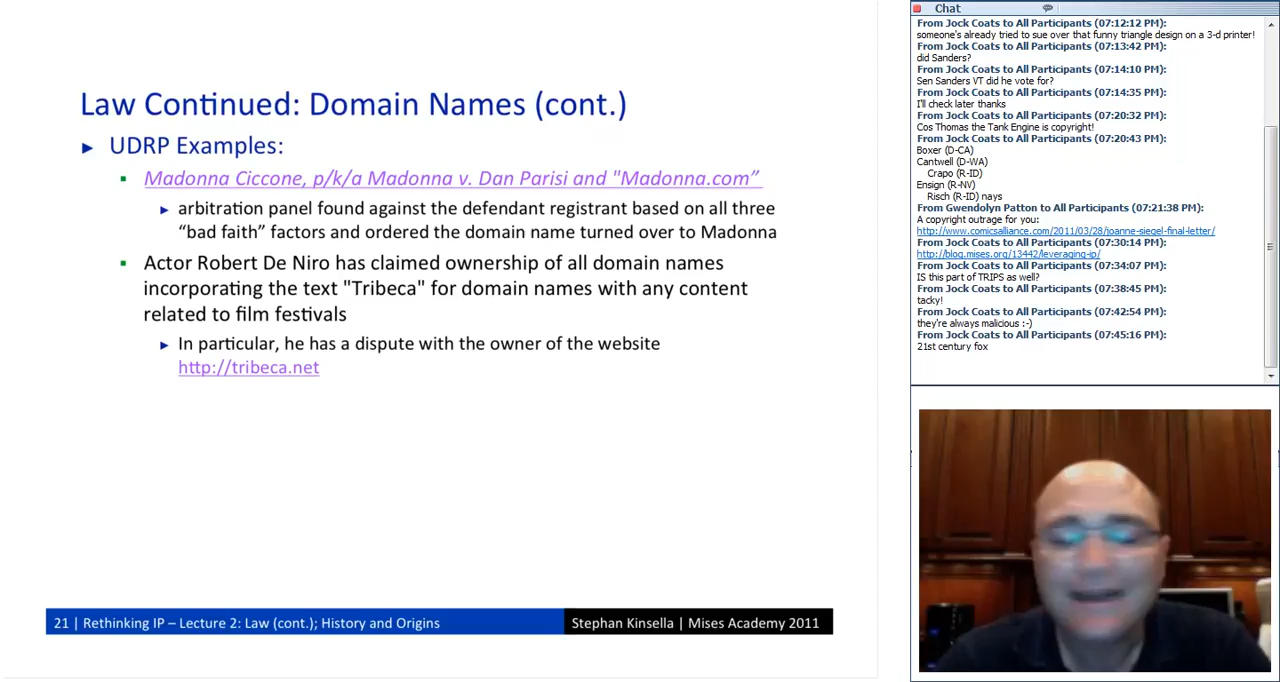 Law Continued: Domain Names (cont.)
► UDRP Examples:
▪ Madonna Ciccone, p/k/a Madonna v. Dan Parisi and "Madonna.com”
► arbitration panel found against the defendant registrant based on all three
“bad faith” factors and ordered the domain name turned over to Madonna
▪ Actor Robert De Niro has claimed ownership of all domain names
incorporating the text "Tribeca" for domain names with any content
related to film festivals
► In particular, he has a dispute with the owner of the website
http://tribeca.net
21 | Rethinking IP – Lecture 2: Law (cont.); History and Origins
Stephan Kinsella | Mises Academy 2011
Chat
From Jock Coats to All Participants (07:12:12 PM):
someone's already tried to sue over that funny triangle design on a 3-d printer!
From Jock Coats to All Participants (07:13:42 PM):
did Sanders?
From Jock Coats to All Participants (07:14:10 PM):
Sen Sanders VT did he vote for?
From Jock Coats to All Participants (07:14:35 PM):
I'll check later thanks
From Jock Coats to All Participants (07:20:32 PM):
Cos Thomas the Tank Engine is copyright!
From Jock Coats to All Participants (07:20:43 PM):
Boxer (D-CA)
Cantwell (D-WA)
Crapo (R-ID)
Ensign (R-NV)
Risch (R-ID) nays
From Gwendolyn Patton to All Participants (07:21:38 PM):
A copyright outrage for you:
http://www.comicsalliance.com/2011/03/28/joanne-siegel-final-letter/
From Jock Coats to All Participants (07:30:14 PM):
http://blog.mises.org/13442/leveraging-ip/
From Jock Coats to All Participants (07:34:07 PM):
IS this part of TRIPS as well?
From Jock Coats to All Participants (07:38:45 PM):
tacky!
From Jock Coats to All Participants (07:42:54 PM):
they're always malicious :-)
From Jock Coats to All Participants (07:45:16 PM):
21st century fox